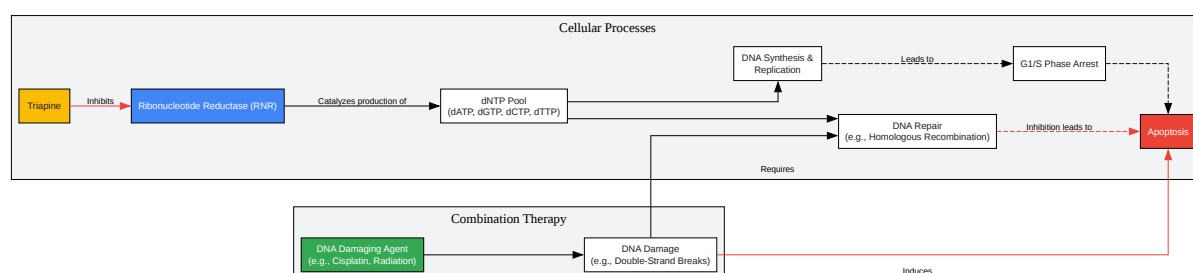 Cellular Processes
DNA Synthesis &
Replication
Leads to
G1/S Phase Arrest
Triapine
Inhibits
Ribonucleotide Reductase (RNR)
Catalyzes production of
dNTP Pool
(dATP, dGTP, dCTP, dTTP)
DNA Repair
(e.g., Homologous Recombination)
Inhibition leads to
Apoptosis
Requires
Combination Therapy
DNA Damaging Agent
(e.g., Cisplatin, Radiation)
DNA Damage
(e.g., Double-Strand Breaks)
Induces